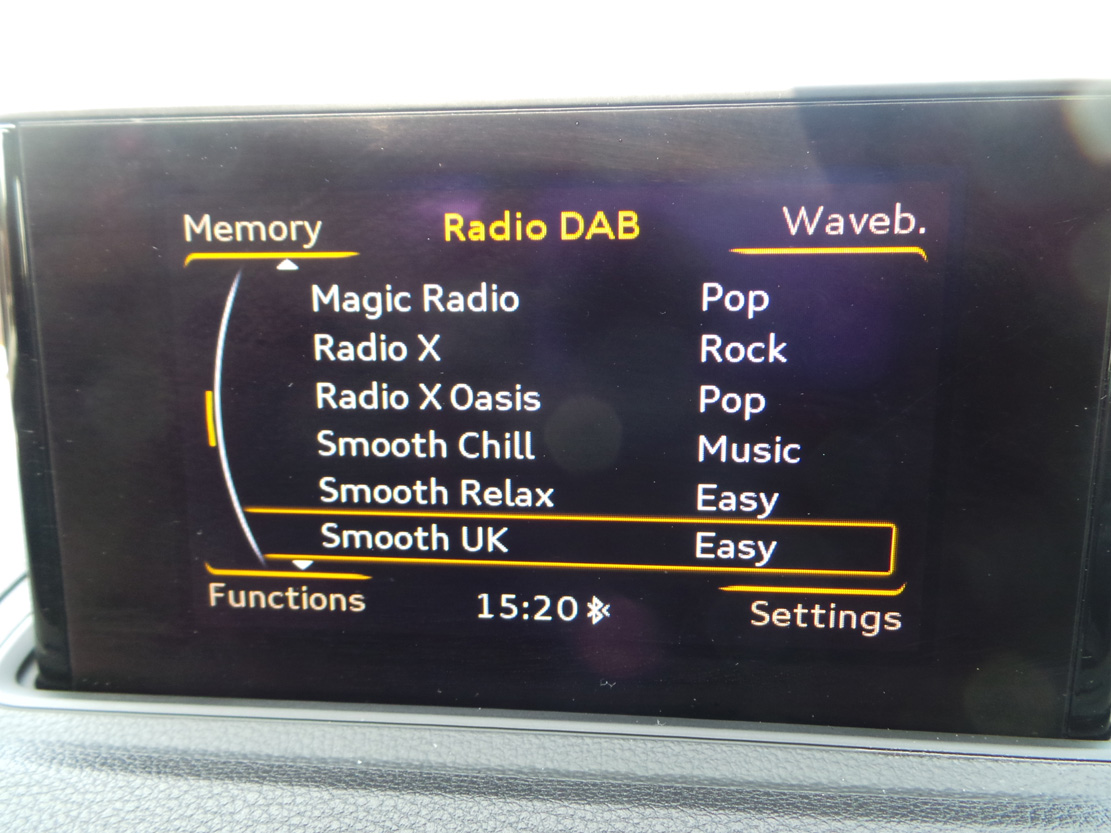 Memory Radio DAB Waveb.
Magic Radio Pop
Radio X Rock
Radio X Oasis Pop
Smooth Chill Music
Smooth Relax Easy
Smooth UK Easy
Functions 15:20 Settings